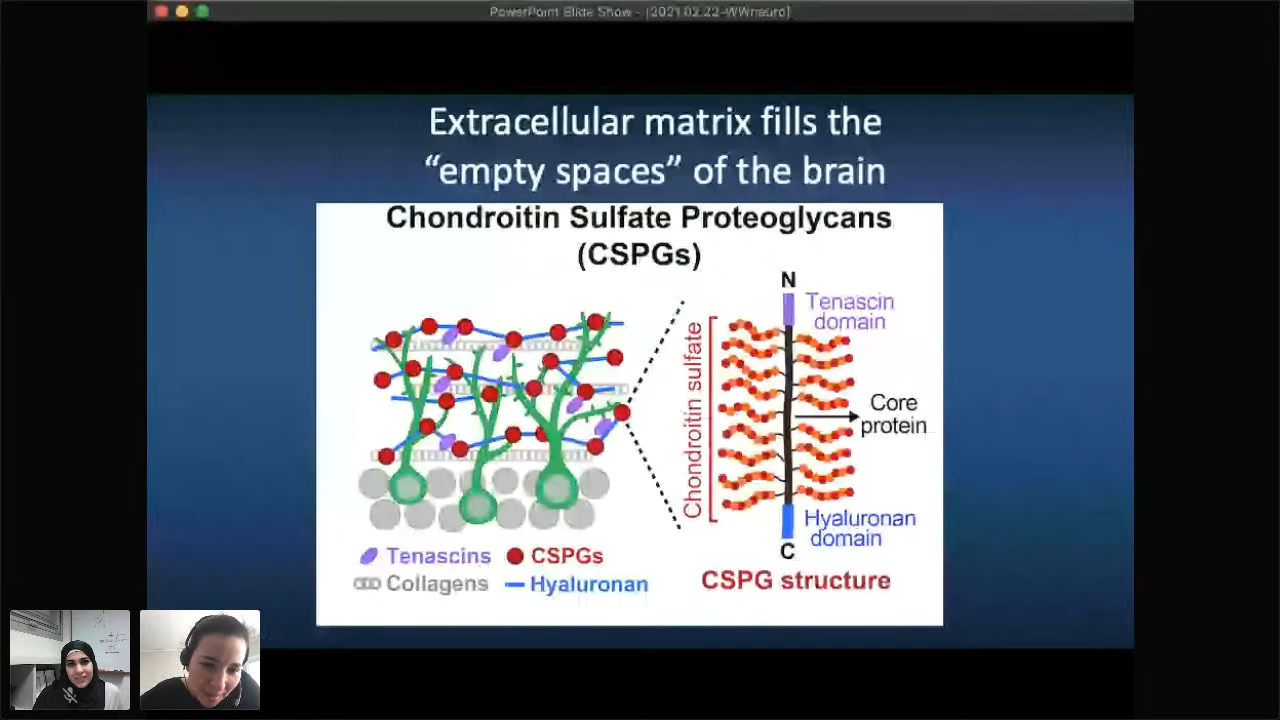 PowerPoint Slide Show - [2021.02.22-WWneuro]
Extracellular matrix fills the
“empty spaces” of the brain
Chondroitin Sulfate Proteoglycans
(CSPGs)
N
Tenascin
domain
Chondroitin sulfate
Core
protein
Hyaluronan
domain
C
Tenascins
CSPGs
Collagens
Hyaluronan
CSPG structure